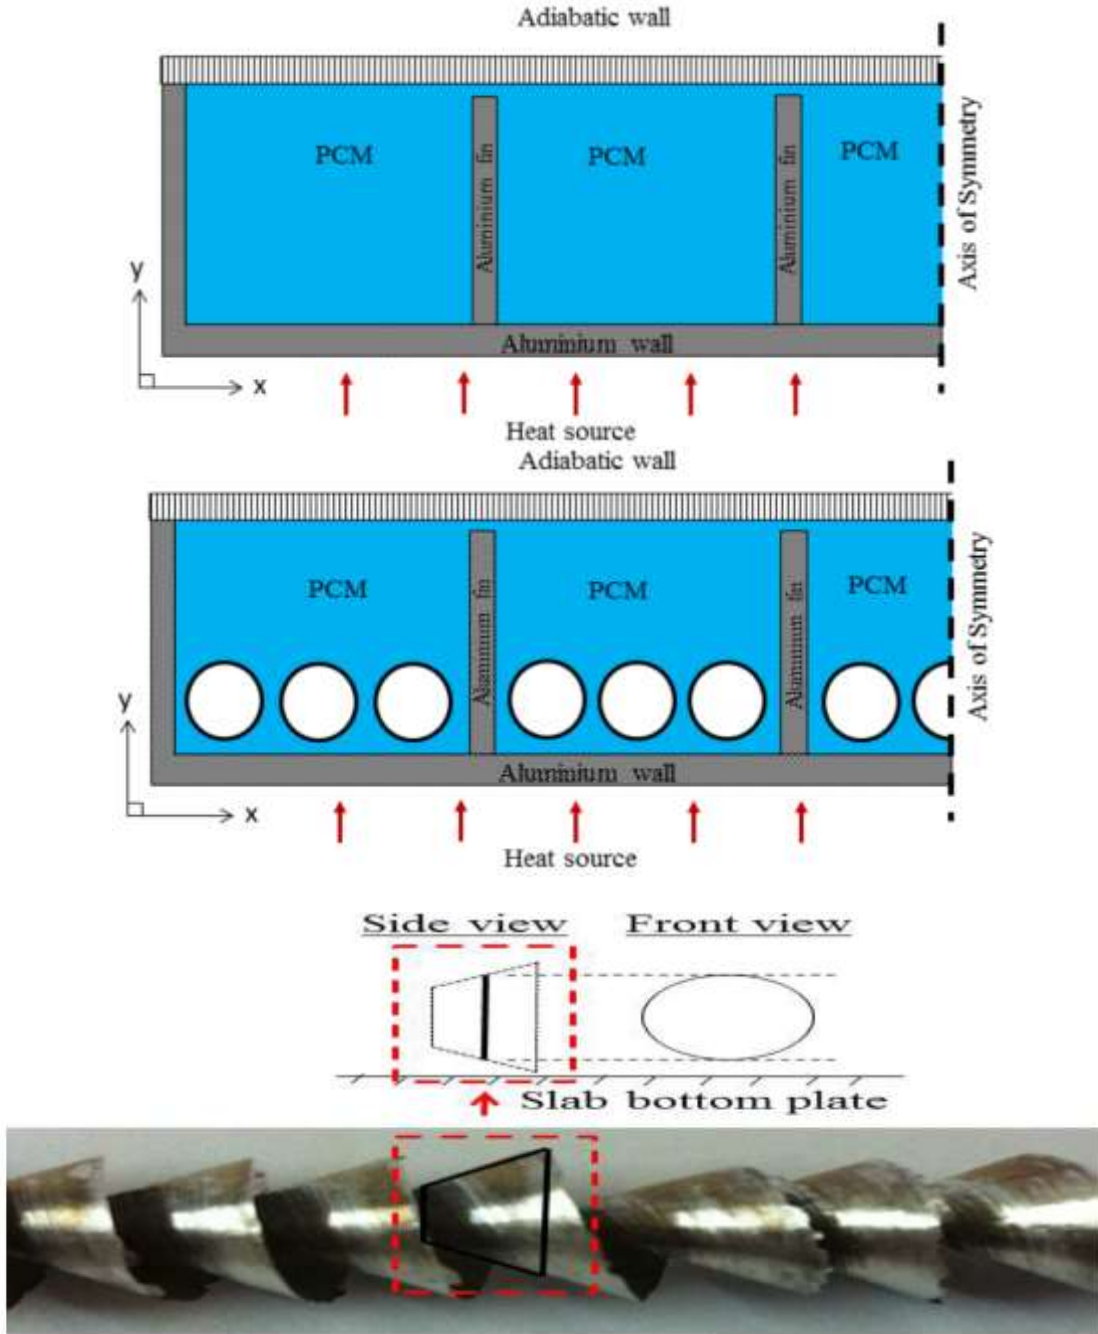 Adiabatic wall
PCM
Aluminium fin
PCM
Aluminium fin
PCM
Axis of Symmetry
y
Aluminium wall
x
Heat source
Adiabatic wall
PCM
Aluminium fin
PCM
Aluminium fin
PCM
Axis of Symmetry
y
Aluminium wall
x
Heat source
Side view Front view
Slab bottom plate